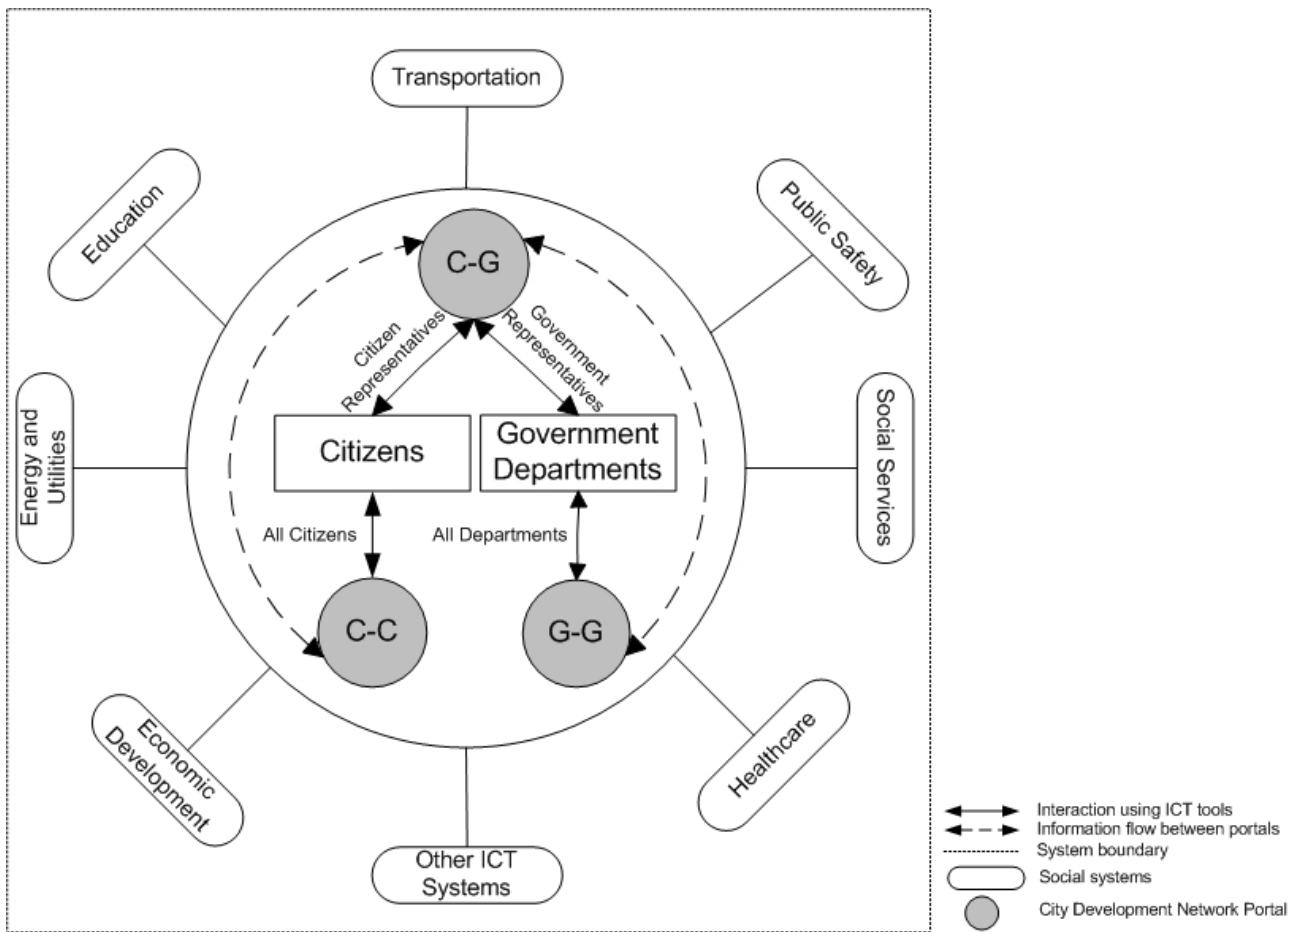 Transportation
Education
Public Safety
C-G
Citizen
Representatives
Government
Representatives
Energy and
Utilities
Citizens
Government
Departments
Social Services
All Citizens
All Departments
C-C
G-G
Economic
Development
Healthcare
Other ICT
Systems
Interaction using ICT tools
Information flow between portals
System boundary
Social systems
City Development Network Portal